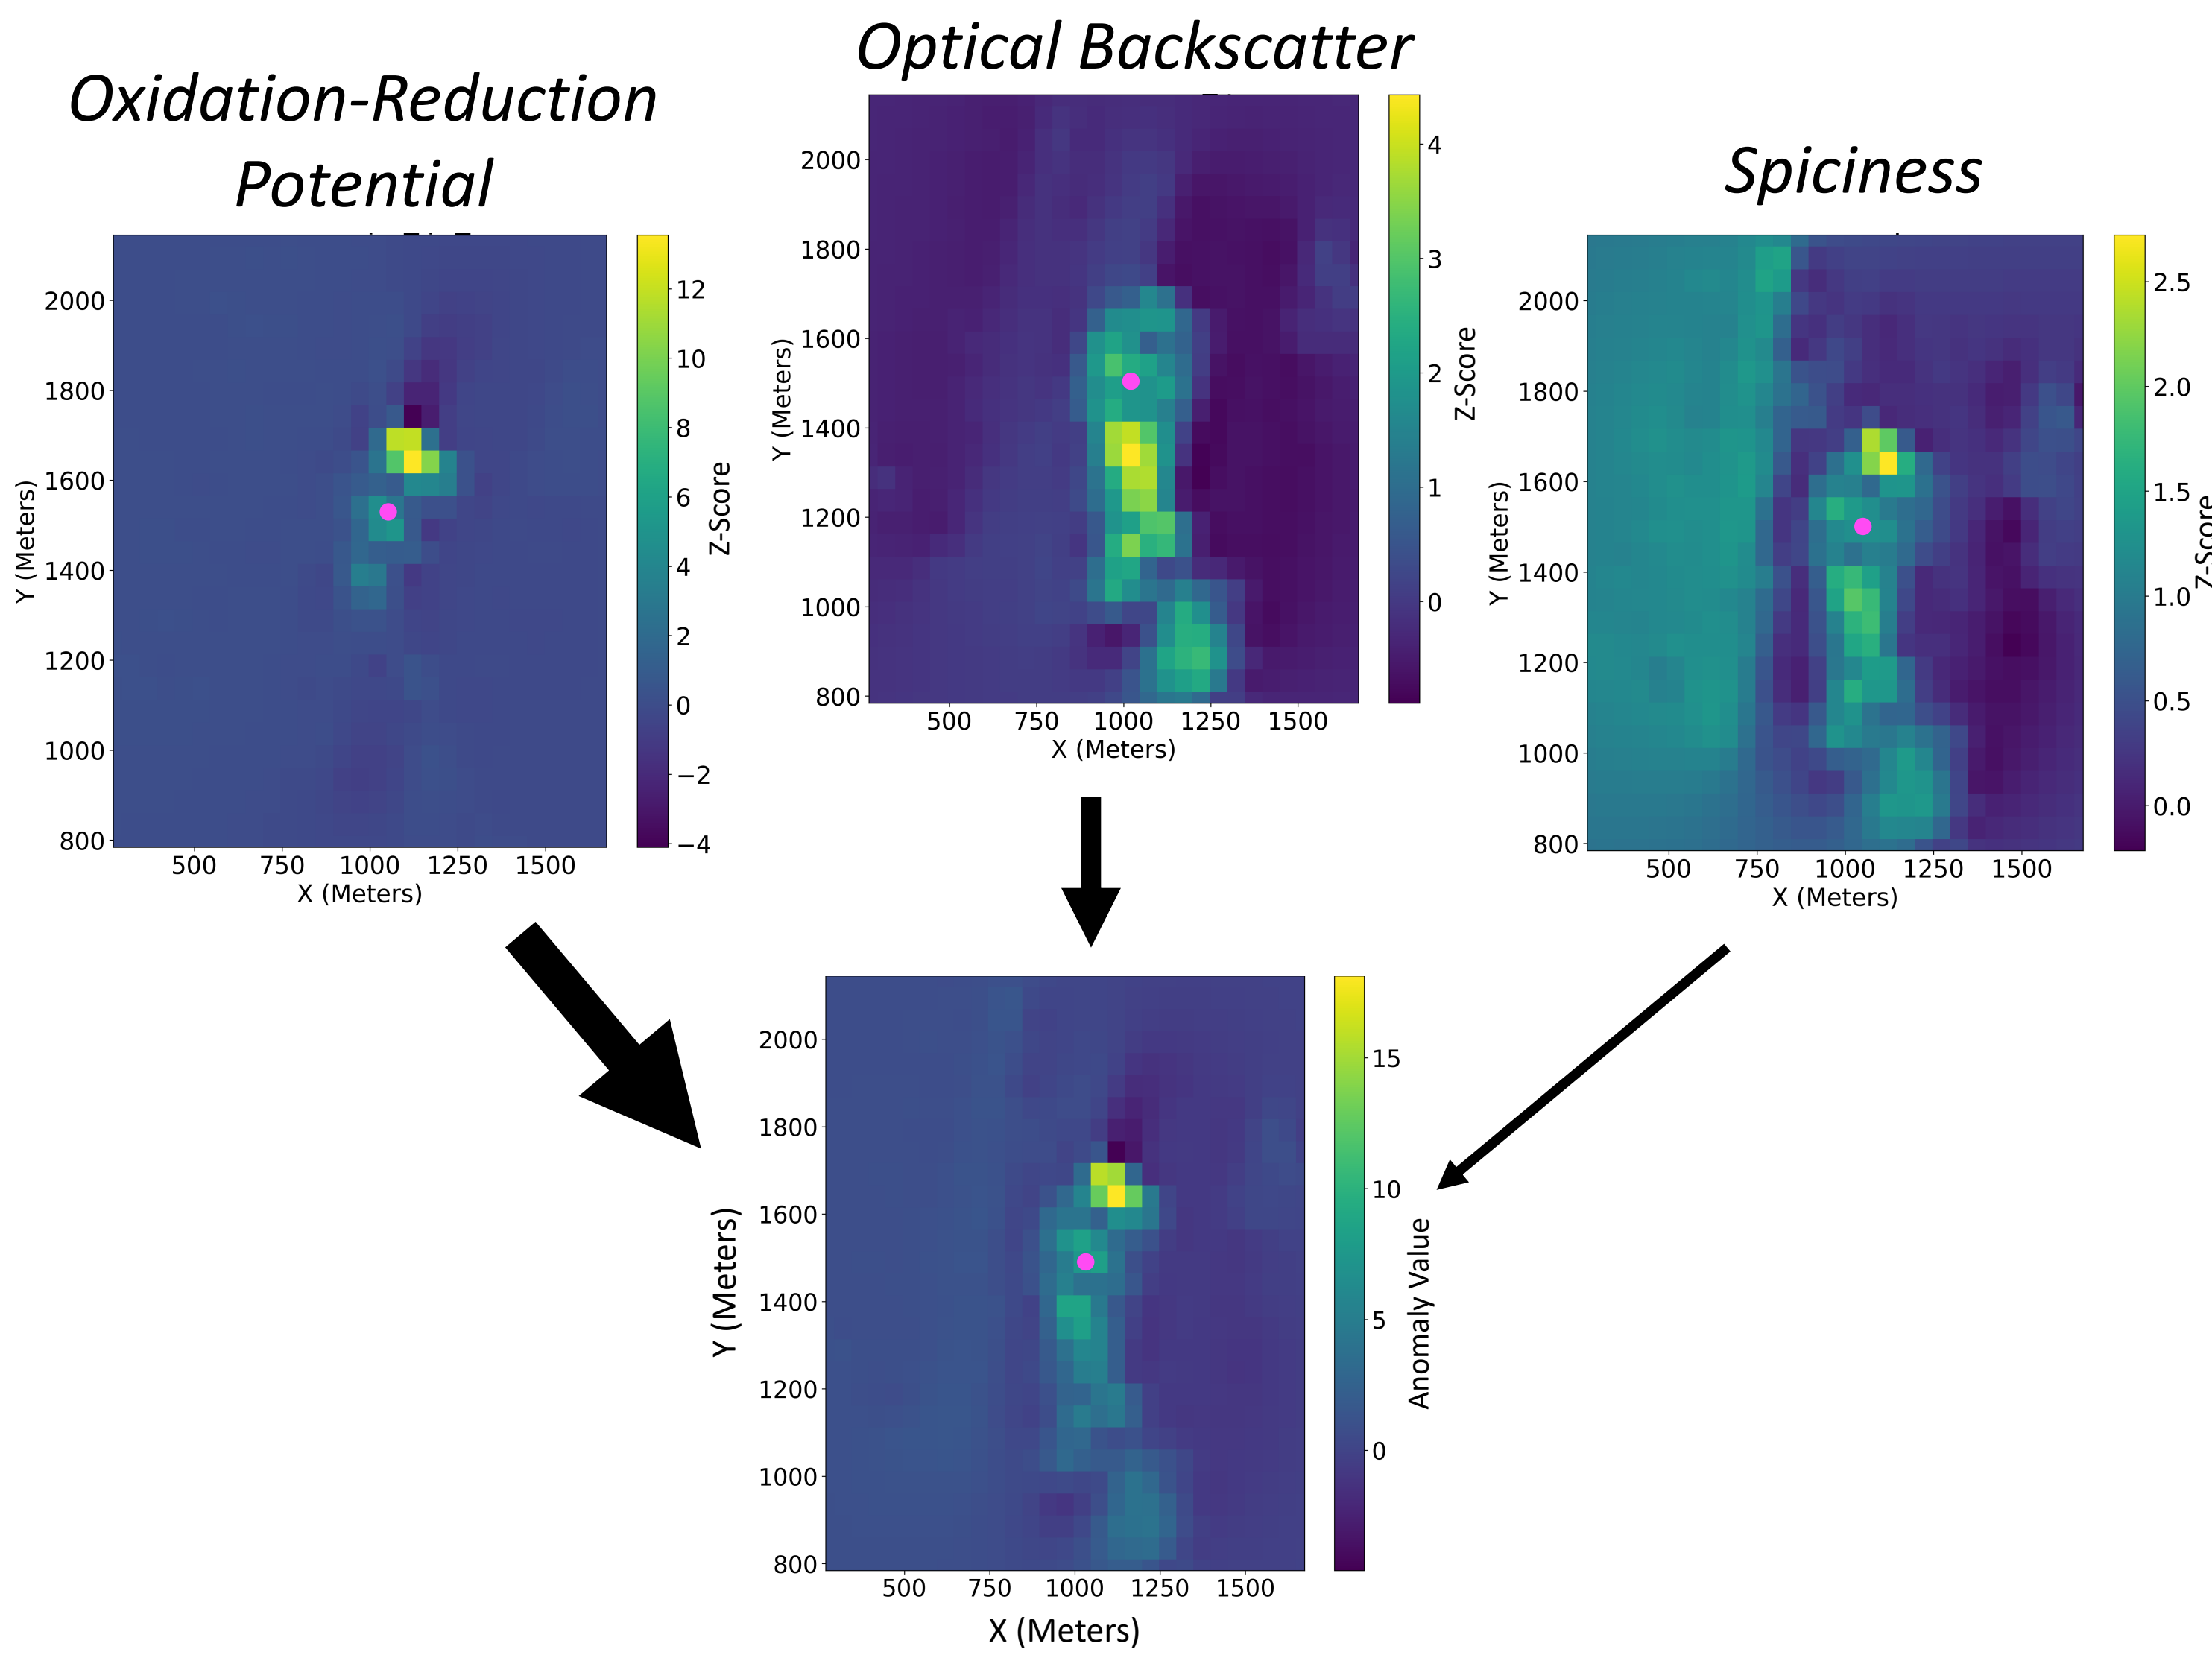 Oxidation-Reduction
Potential
2000
1800
1600
1400
1200
1000
800
Y (Meters)
500 750 1000 1250 1500
X (Meters)
12
10
8
6
4
2
0
−2
−4
Z-Score
Optical Backscatter
2000
1800
1600
1400
1200
1000
800
Y (Meters)
500 750 1000 1250 1500
X (Meters)
4
3
2
1
0
Z-Score
Spiciness
2000
1800
1600
1400
1200
1000
800
Y (Meters)
500 750 1000 1250 1500
X (Meters)
2.5
2.0
1.5
1.0
0.5
0.0
Z-Score
2000
1800
1600
1400
1200
1000
800
Y (Meters)
500 750 1000 1250 1500
X (Meters)
15
10
5
0
Anomaly Value